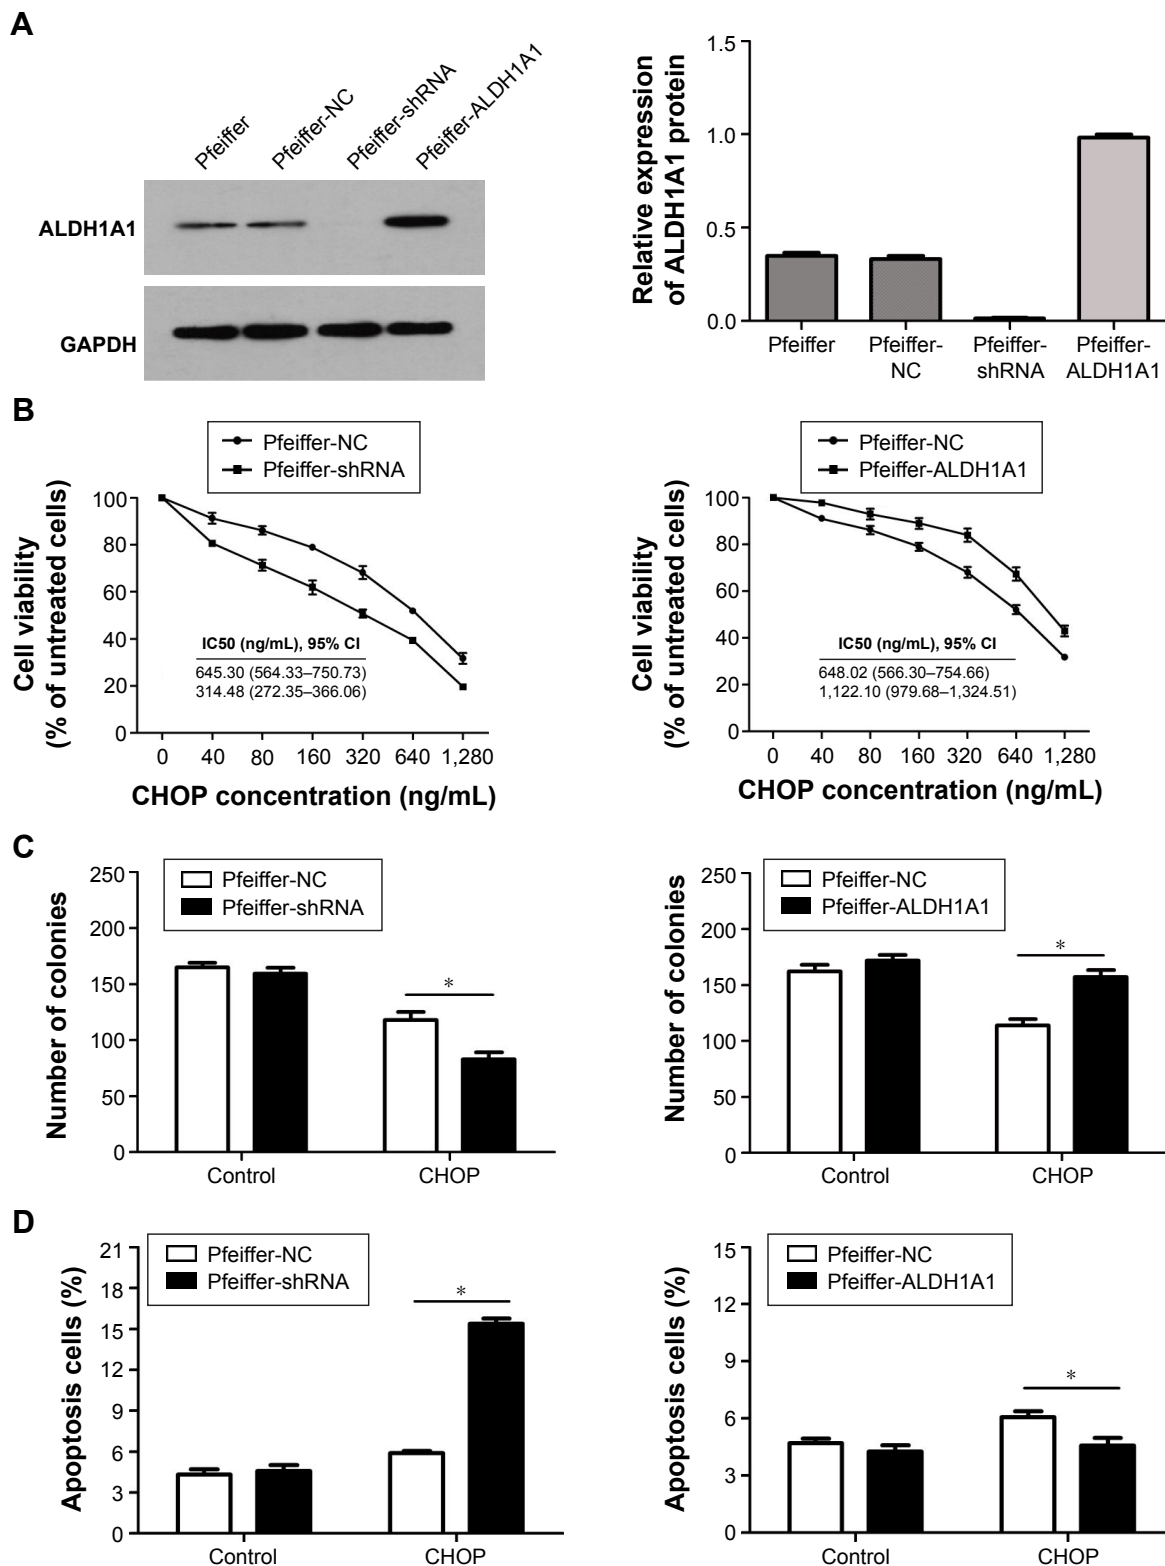 A
Pfeiffer
Pfeiffer-NC
Pfeiffer-shRNA
Pfeiffer-ALDH1A1
ALDH1A1
GAPDH
Relative expression
of ALDH1A1 protein
1.5
1.0
0.5
0.0
Pfeiffer
Pfeiffer-
NC
Pfeiffer-
shRNA
Pfeiffer-
ALDH1A1
B
Pfeiffer-NC
Pfeiffer-shRNA
Cell viability
(% of untreated cells)
100
80
60
40
20
0
IC50 (ng/mL), 95% CI
645.30 (564.33–750.73)
314.48 (272.35–366.06)
0 40 80 160 320 640 1,280
CHOP concentration (ng/mL)
Pfeiffer-NC
Pfeiffer-ALDH1A1
Cell viability
(% of untreated cells)
100
80
60
40
20
0
IC50 (ng/mL), 95% CI
648.02 (566.30–754.66)
1,122.10 (979.68–1,324.51)
0 40 80 160 320 640 1,280
CHOP concentration (ng/mL)
C
Pfeiffer-NC
Pfeiffer-shRNA
Number of colonies
250
200
150
100
50
0
*
Control CHOP
Pfeiffer-NC
Pfeiffer-ALDH1A1
Number of colonies
250
200
150
100
50
0
*
Control CHOP
D
Pfeiffer-NC
Pfeiffer-shRNA
Apoptosis cells (%)
21
18
15
12
9
6
3
0
*
Control CHOP
Pfeiffer-NC
Pfeiffer-ALDH1A1
Apoptosis cells (%)
15
12
9
6
3
0
*
Control CHOP